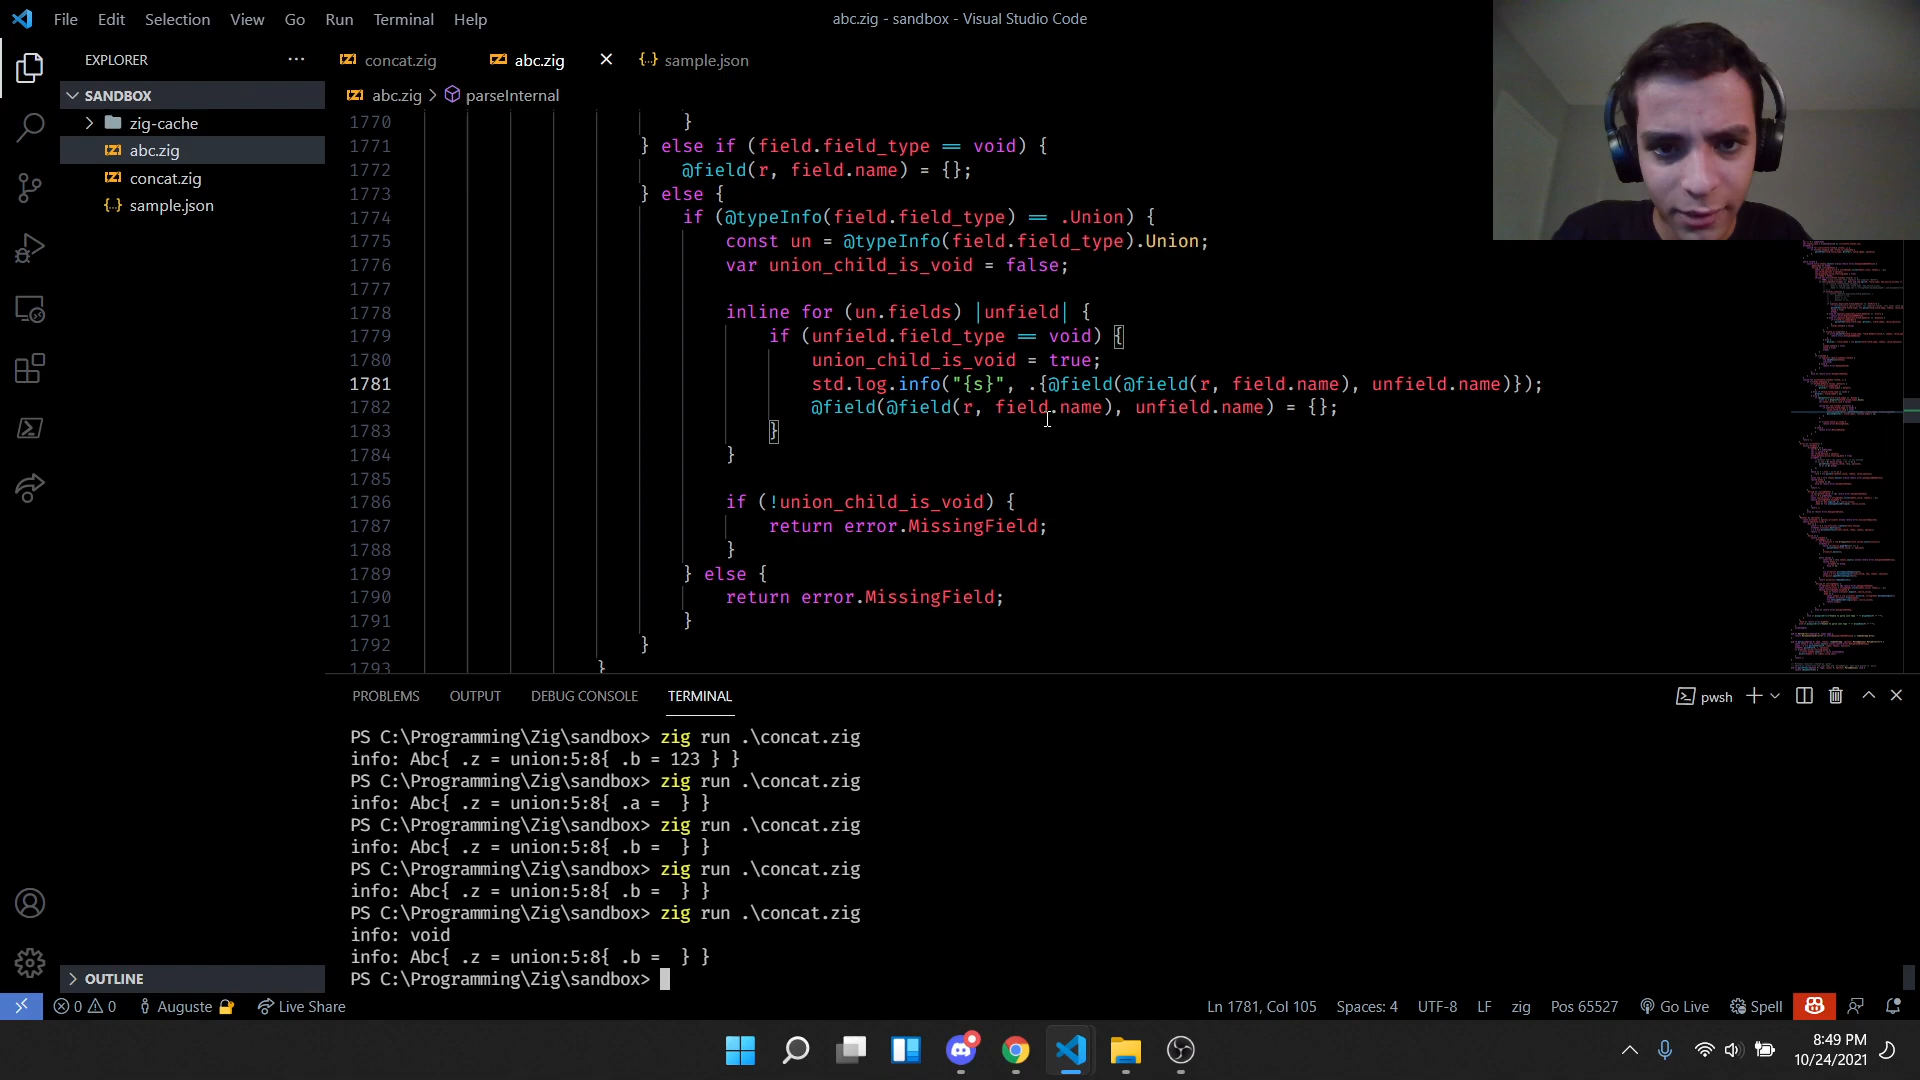 File Edit Selection View Go Run Terminal Help
abc.zig - sandbox - Visual Studio Code
EXPLORER
SANDBOX
zig-cache
abc.zig
concat.zig
sample.json
OUTLINE
concat.zig abc.zig sample.json
abc.zig > parseInternal
1770 }
1771 } else if (field.field_type == void) {
1772 @field(r, field.name) = {};
1773 } else {
1774 if (@typeInfo(field.field_type) == .Union) {
1775 const un = @typeInfo(field.field_type).Union;
1776 var union_child_is_void = false;
1777
1778 inline for (un.fields) |unfield| {
1779 if (unfield.field_type == void) {
1780 union_child_is_void = true;
1781 std.log.info("{s}", .{@field(@field(r, field.name), unfield.name)});
1782 @field(@field(r, field.name), unfield.name) = {};
1783 }
1784 }
1785
1786 if (!union_child_is_void) {
1787 return error.MissingField;
1788 }
1789 } else {
1790 return error.MissingField;
1791 }
1792 }
1793 }
PROBLEMS OUTPUT DEBUG CONSOLE TERMINAL
pwsh
PS C:\Programming\Zig\sandbox> zig run .\concat.zig
info: Abc{ .z = union:5:8{ .b = 123 } }
PS C:\Programming\Zig\sandbox> zig run .\concat.zig
info: Abc{ .z = union:5:8{ .a =  } }
PS C:\Programming\Zig\sandbox> zig run .\concat.zig
info: Abc{ .z = union:5:8{ .b =  } }
PS C:\Programming\Zig\sandbox> zig run .\concat.zig
info: Abc{ .z = union:5:8{ .b =  } }
PS C:\Programming\Zig\sandbox> zig run .\concat.zig
info: void
info: Abc{ .z = union:5:8{ .b =  } }
PS C:\Programming\Zig\sandbox>
0 0 Auguste Live Share
Ln 1781, Col 105 Spaces: 4 UTF-8 LF zig Pos 65527 Go Live Spell
8:49 PM
10/24/2021